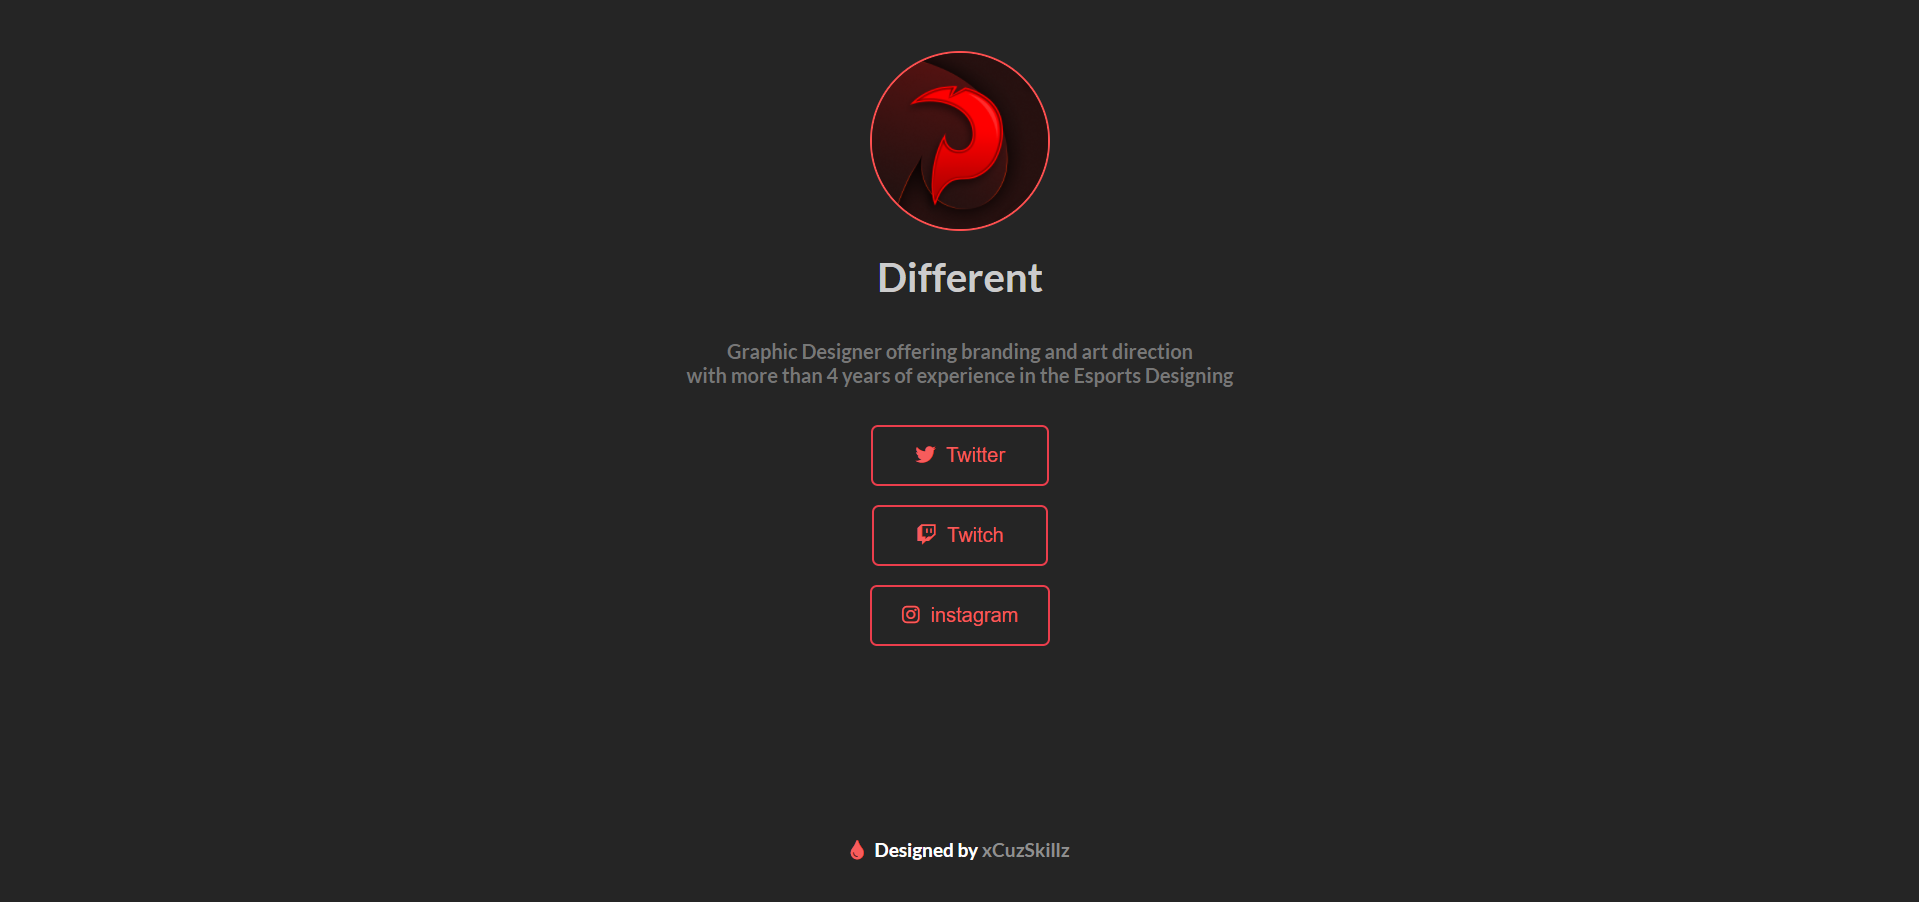 Different
Graphic Designer offering branding and art direction
with more than 4 years of experience in the Esports Designing
Twitter
Twitch
instagram
Designed by xCuzSkillz